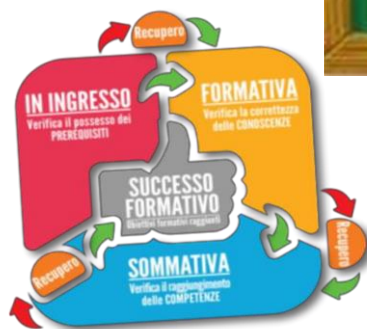 Recupero
IN INGRESSO
Verifica il possesso dei
PREREQUISITI
FORMATIVA
Verifica la correttezza
delle CONOSCENZE
SUCCESSO
FORMATIVO
Obiettivi formativi raggiunti
Recupero
Recupero
SOMMATIVA
Verifica il raggiungimento
delle COMPETENZE